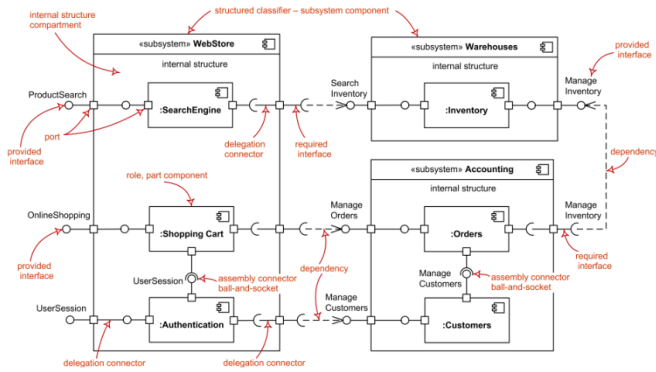 internal structure
compartment
structured classifier – subsystem component
«subsystem» WebStore
internal structure
«subsystem» Warehouses
internal structure
provided
interface
ProductSearch
:SearchEngine
Search
Inventory
:Inventory
Manage
Inventory
port
provided
interface
delegation
connector
required
interface
dependency
role, part component
«subsystem» Accounting
internal structure
OnlineShopping
:Shopping Cart
Manage
Orders
:Orders
Manage
Inventory
provided
interface
UserSession
assembly connector
ball-and-socket
dependency
Manage
Customers
assembly connector
ball-and-socket
required
interface
UserSession
:Authentication
Manage
Customers
:Customers
delegation connector
delegation connector